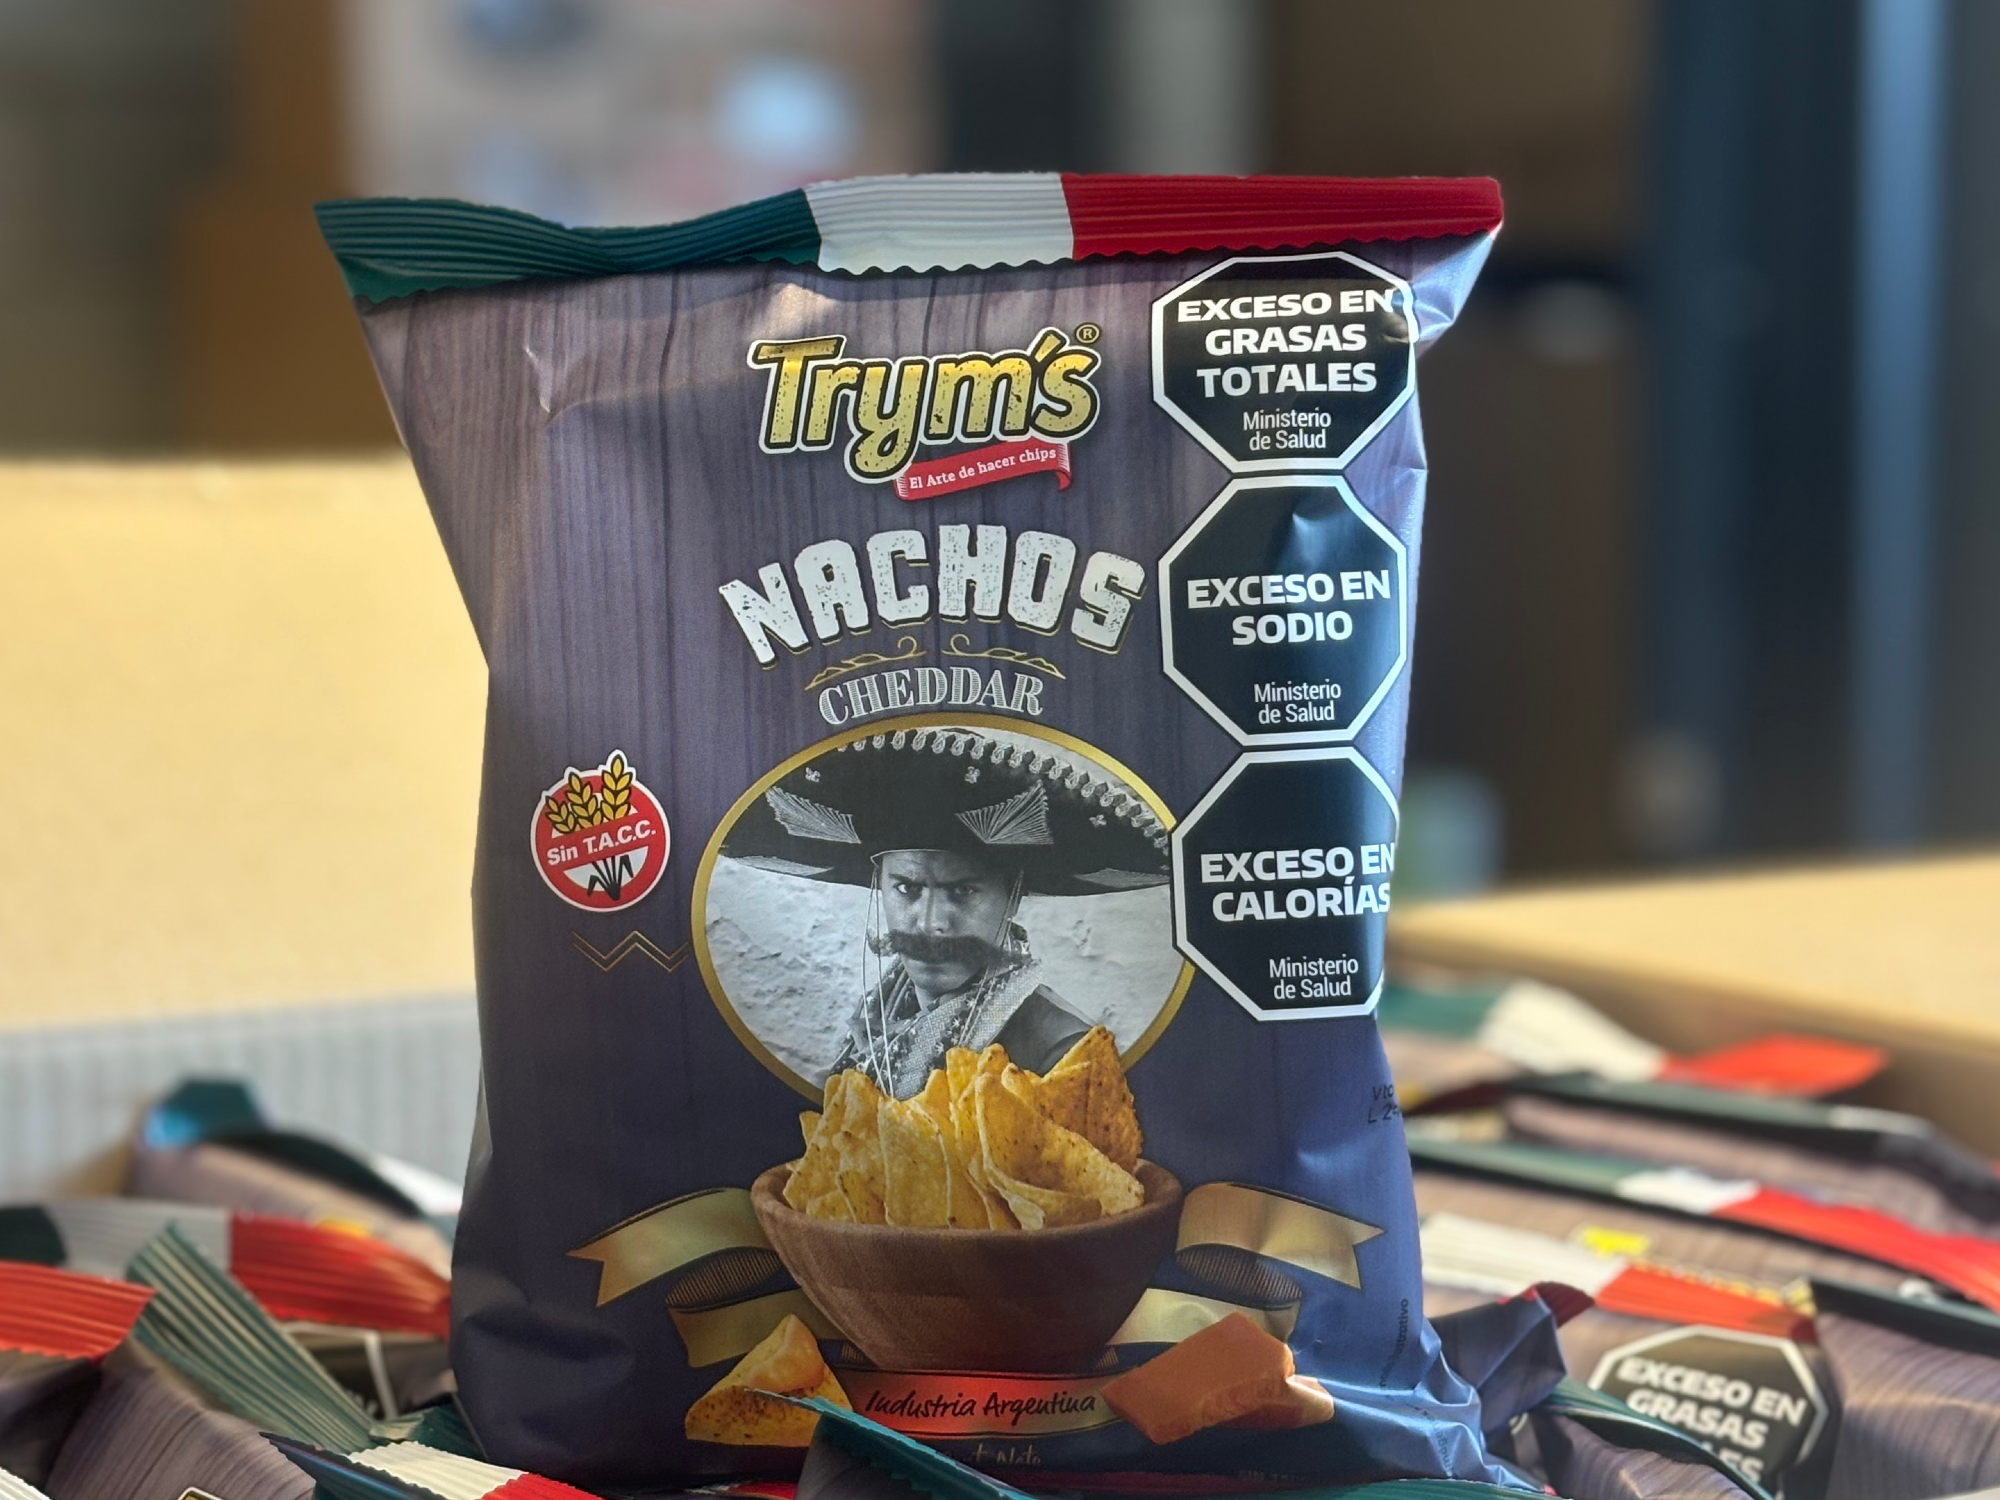 Trym's®
El Arte de hacer chips
NACHOS
CHEDDAR
Sin T.A.C.C.
EXCESO EN
GRASAS
TOTALES
Ministerio
de Salud
EXCESO EN
SODIO
Ministerio
de Salud
EXCESO EN
CALORÍAS
Ministerio
de Salud
Industria Argentina
EXCESO EN
GRASAS